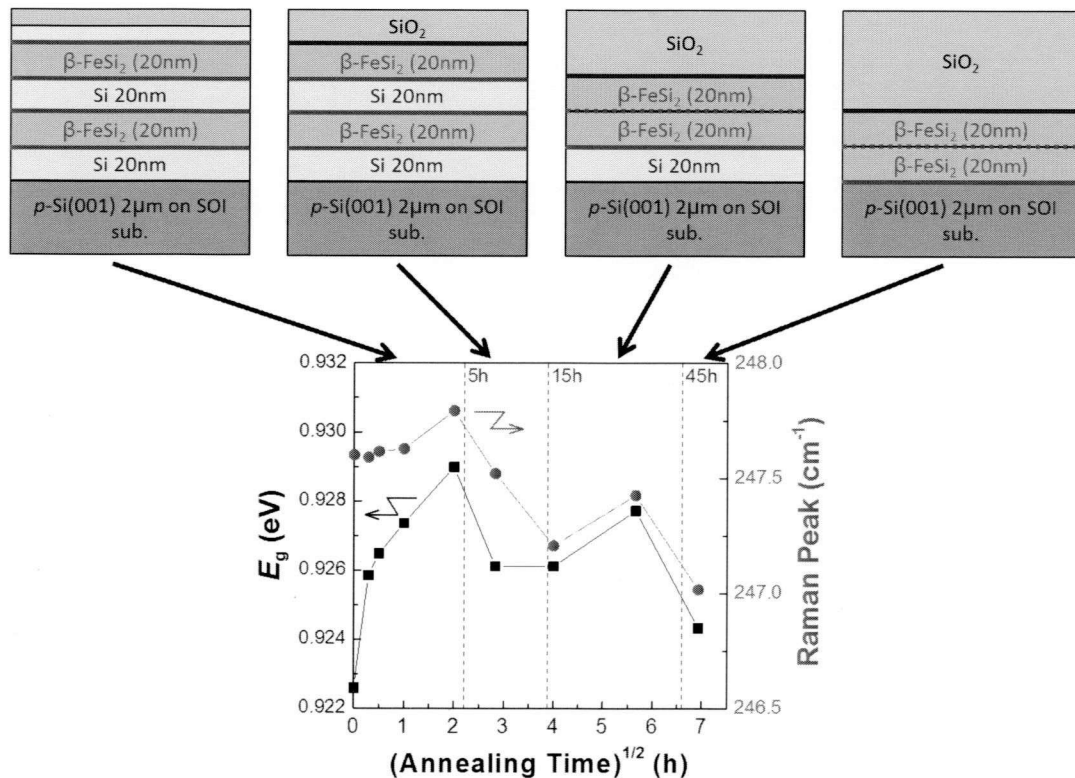 β-FeSi₂ (20nm)
Si 20nm
β-FeSi₂ (20nm)
Si 20nm
p-Si(001) 2μm on SOI
sub.
SiO₂
β-FeSi₂ (20nm)
Si 20nm
β-FeSi₂ (20nm)
Si 20nm
p-Si(001) 2μm on SOI
sub.
SiO₂
β-FeSi₂ (20nm)
β-FeSi₂ (20nm)
Si 20nm
p-Si(001) 2μm on SOI
sub.
SiO₂
β-FeSi₂ (20nm)
β-FeSi₂ (20nm)
p-Si(001) 2μm on SOI
sub.
0.932
0.930
0.928
0.926
0.924
0.922
E_g (eV)
5h
15h
45h
248.0
247.5
247.0
246.5
Raman Peak (cm⁻¹)
0 1 2 3 4 5 6 7
(Annealing Time)^1/2 (h)